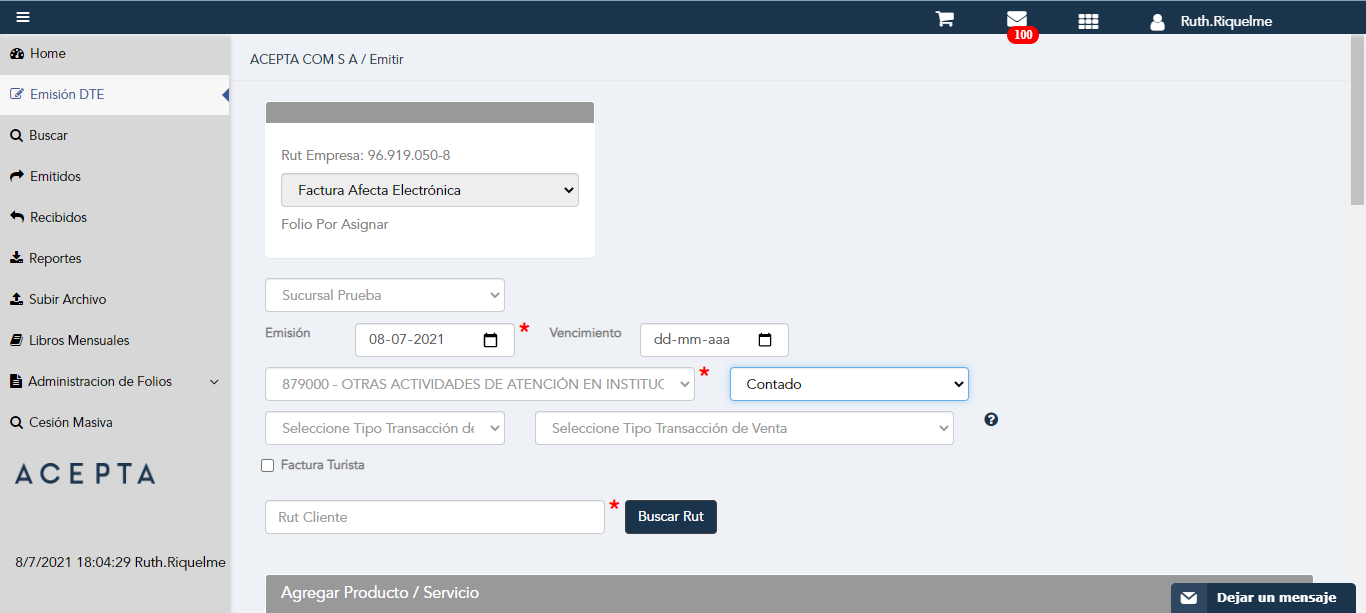 Ruth.Riquelme
100
Home
Emisión DTE
Buscar
Emitidos
Recibidos
Reportes
Subir Archivo
Libros Mensuales
Administracion de Folios
Cesión Masiva
ACEPTA
8/7/2021 18:04:29 Ruth.Riquelme
ACEPTA COM S A / Emitir
Rut Empresa: 96.919.050-8
Factura Afecta Electrónica
Folio Por Asignar
Sucursal Prueba
Emisión 08-07-2021 * Vencimiento dd-mm-aaa
879000 - OTRAS ACTIVIDADES DE ATENCIÓN EN INSTITUC * Contado
Seleccione Tipo Transacción de Seleccione Tipo Transacción de Venta ?
Factura Turista
Rut Cliente * Buscar Rut
Agregar Producto / Servicio
Dejar un mensaje